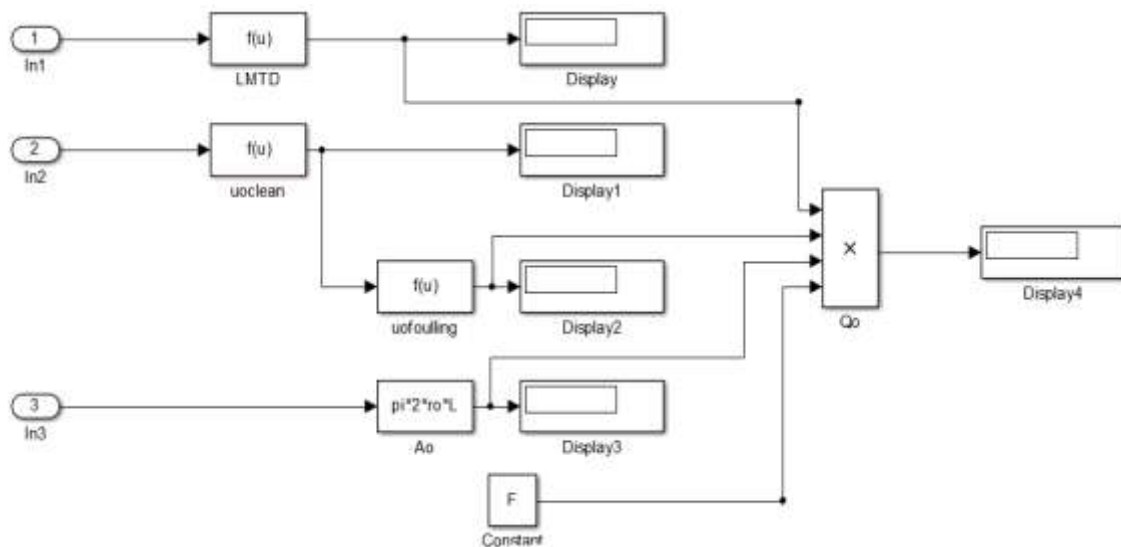 1
In1
f(u)
LMTD
Display
2
In2
f(u)
uoclean
Display1
f(u)
uofoulling
Display2
×
Qo
Display4
3
In3
pi*2*ro*L
Ao
Display3
F
Constant